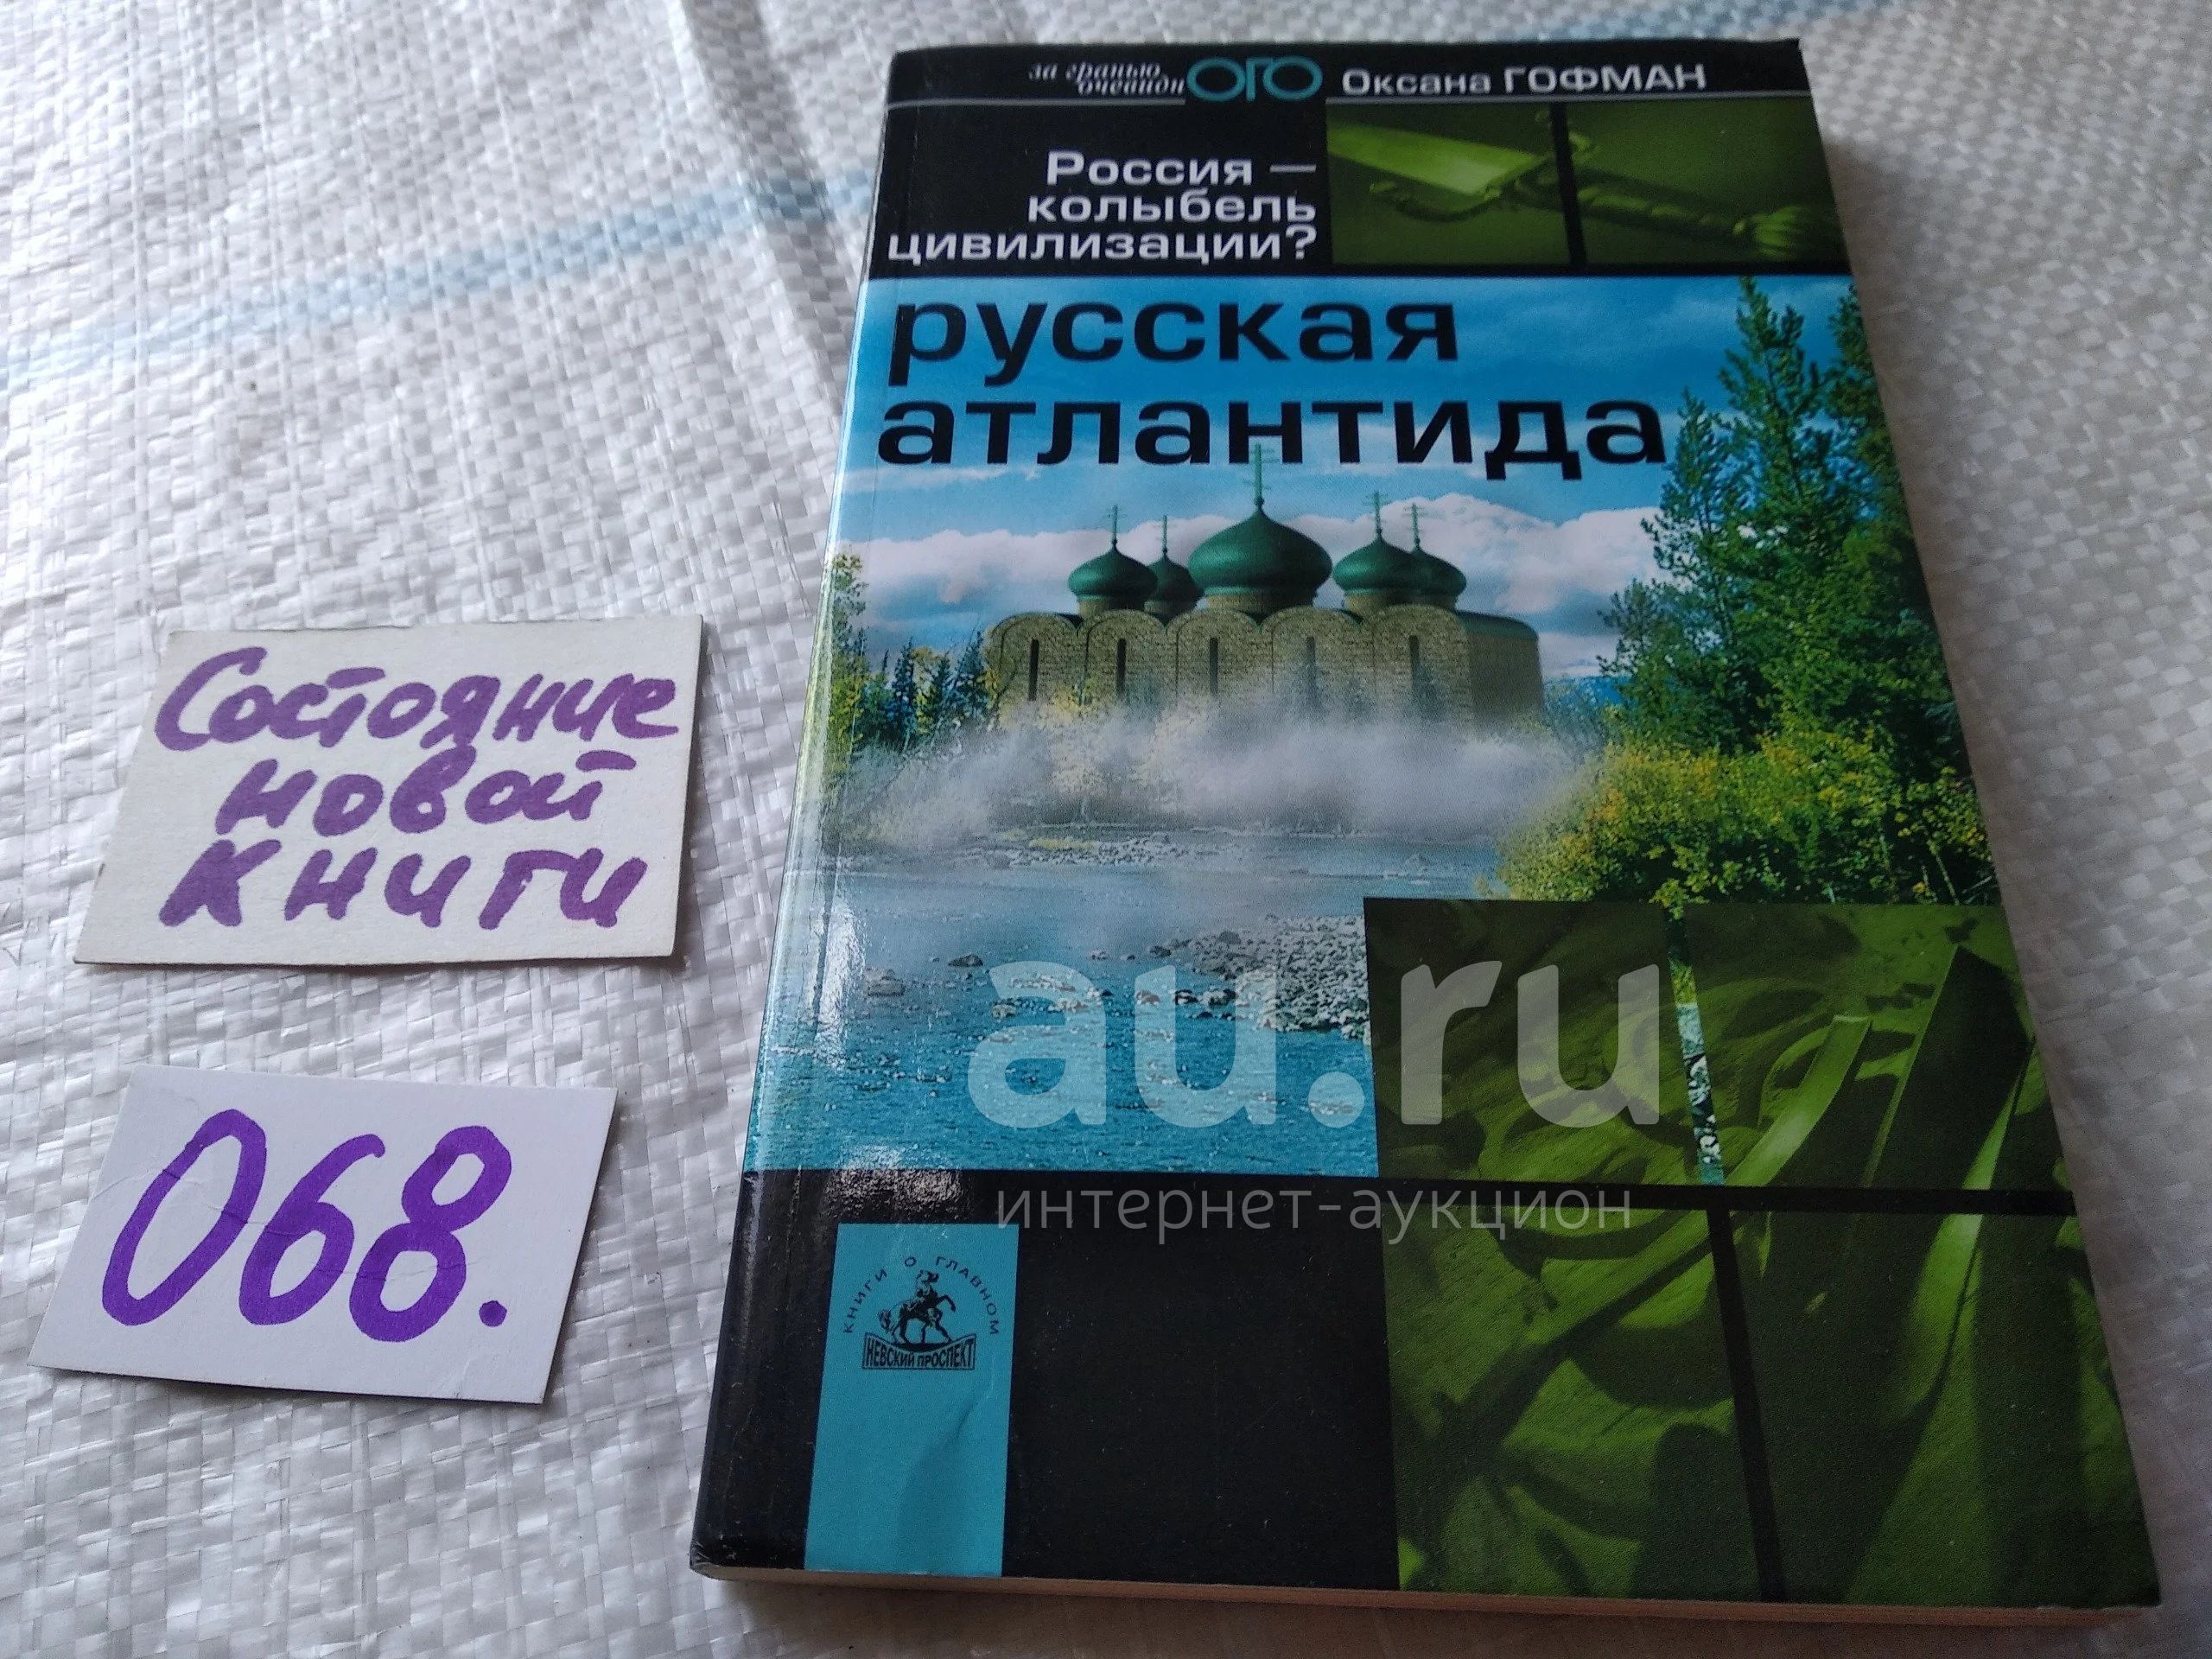 за гранью
очевидн ОГО Оксана ГОФМАН
Россия —
колыбель
цивилизации?
русская
атлантида
Состояние
новой
книги
068.
au.ru
интернет-аукцион
КНИГИ О ГЛАВНОМ
НЕВСКИЙ ПРОСПЕКТ